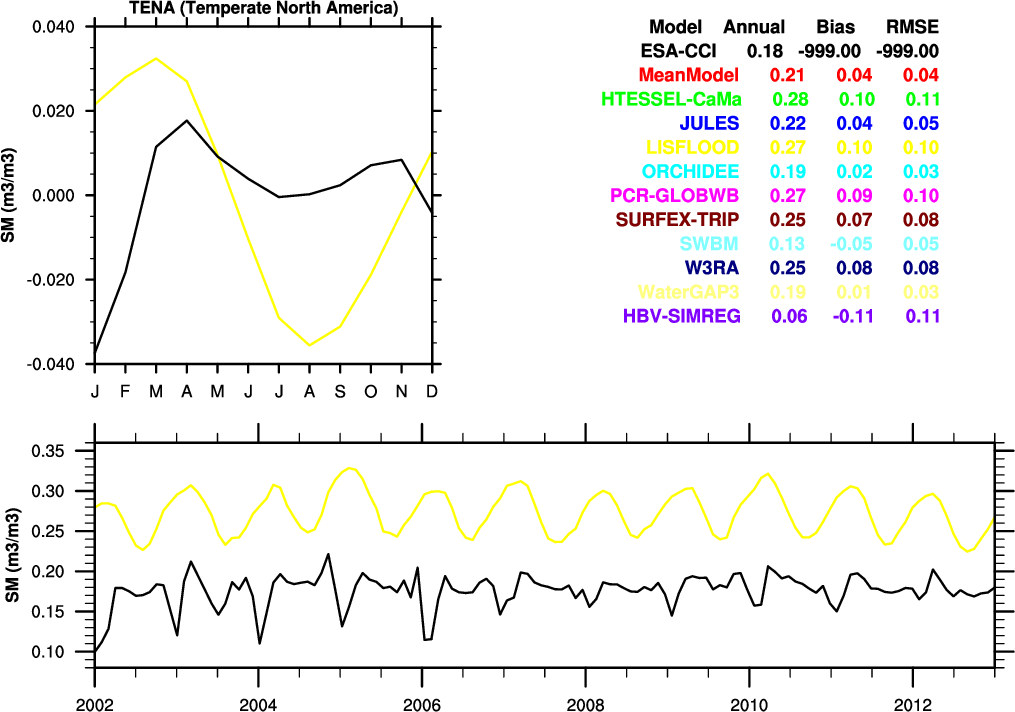 TENA (Temperate North America)
0.040
0.020
0.000
-0.020
-0.040
SM (m3/m3)
J F M A M J J A S O N D
Model Annual Bias RMSE
ESA-CCI 0.18 -999.00 -999.00
MeanModel 0.21 0.04 0.04
HTESSEL-CaMa 0.28 0.10 0.11
JULES 0.22 0.04 0.05
LISFLOOD 0.27 0.10 0.10
ORCHIDEE 0.19 0.02 0.03
PCR-GLOBWB 0.27 0.09 0.10
SURFEX-TRIP 0.25 0.07 0.08
SWBM 0.13 -0.05 0.05
W3RA 0.25 0.08 0.08
WaterGAP3 0.19 0.01 0.03
HBV-SIMREG 0.06 -0.11 0.11
0.35
0.30
0.25
0.20
0.15
0.10
SM (m3/m3)
2002 2004 2006 2008 2010 2012